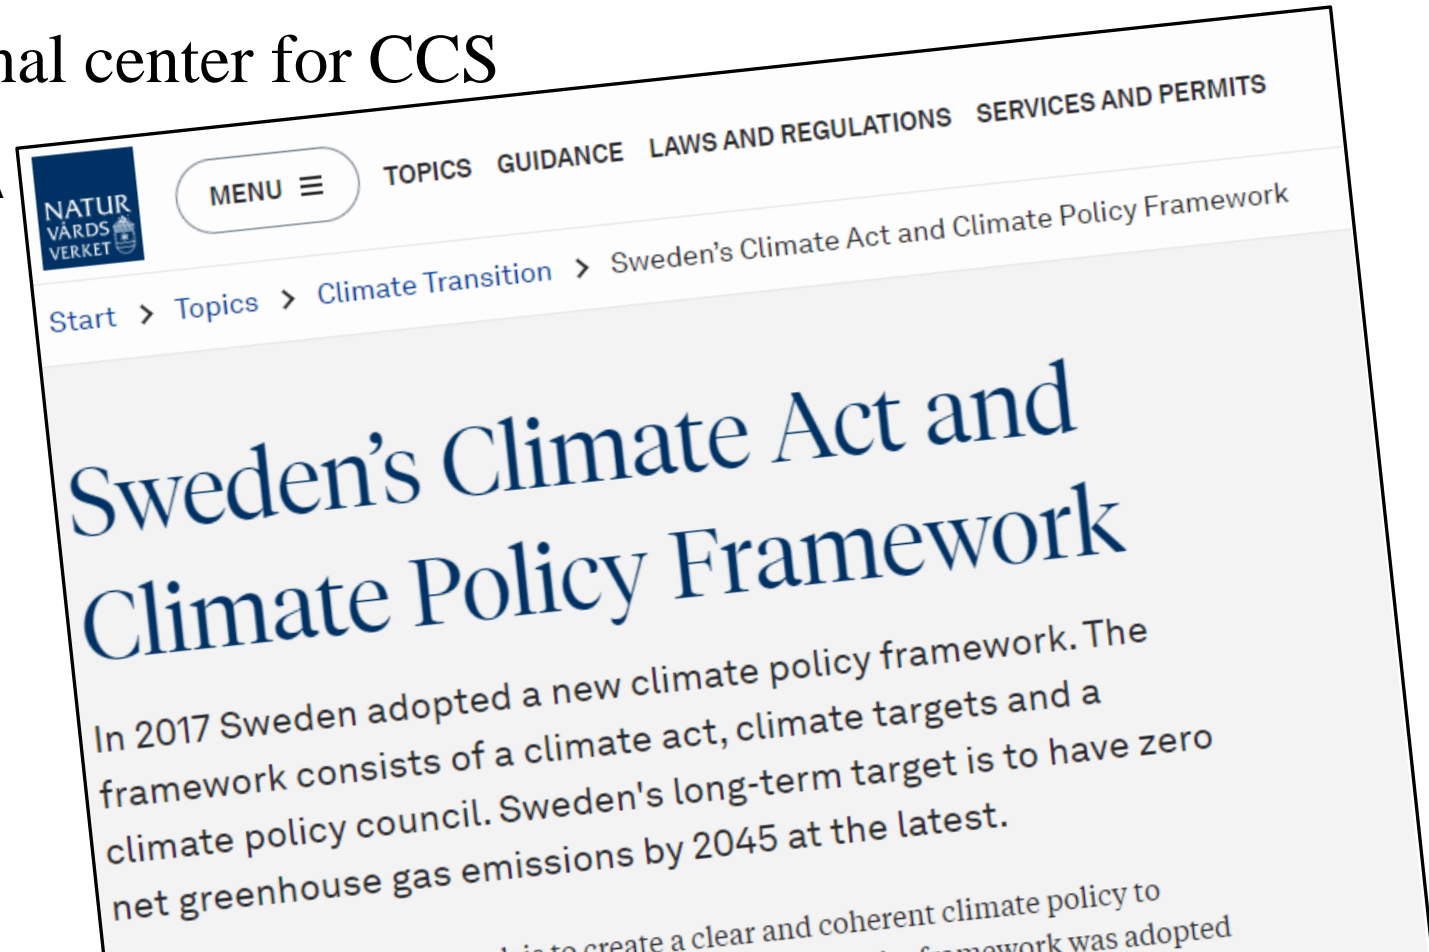 center for CCS
NATUR
VÅRDS
VERKET
MENU
TOPICS GUIDANCE LAWS AND REGULATIONS SERVICES AND PERMITS
Start > Topics > Climate Transition > Sweden’s Climate Act and Climate Policy Framework
Sweden’s Climate Act and
Climate Policy Framework
In 2017 Sweden adopted a new climate policy framework. The
framework consists of a climate act, climate targets and a
climate policy council. Sweden's long-term target is to have zero
net greenhouse gas emissions by 2045 at the latest.
to create a clear and coherent climate policy to
framework was adopted